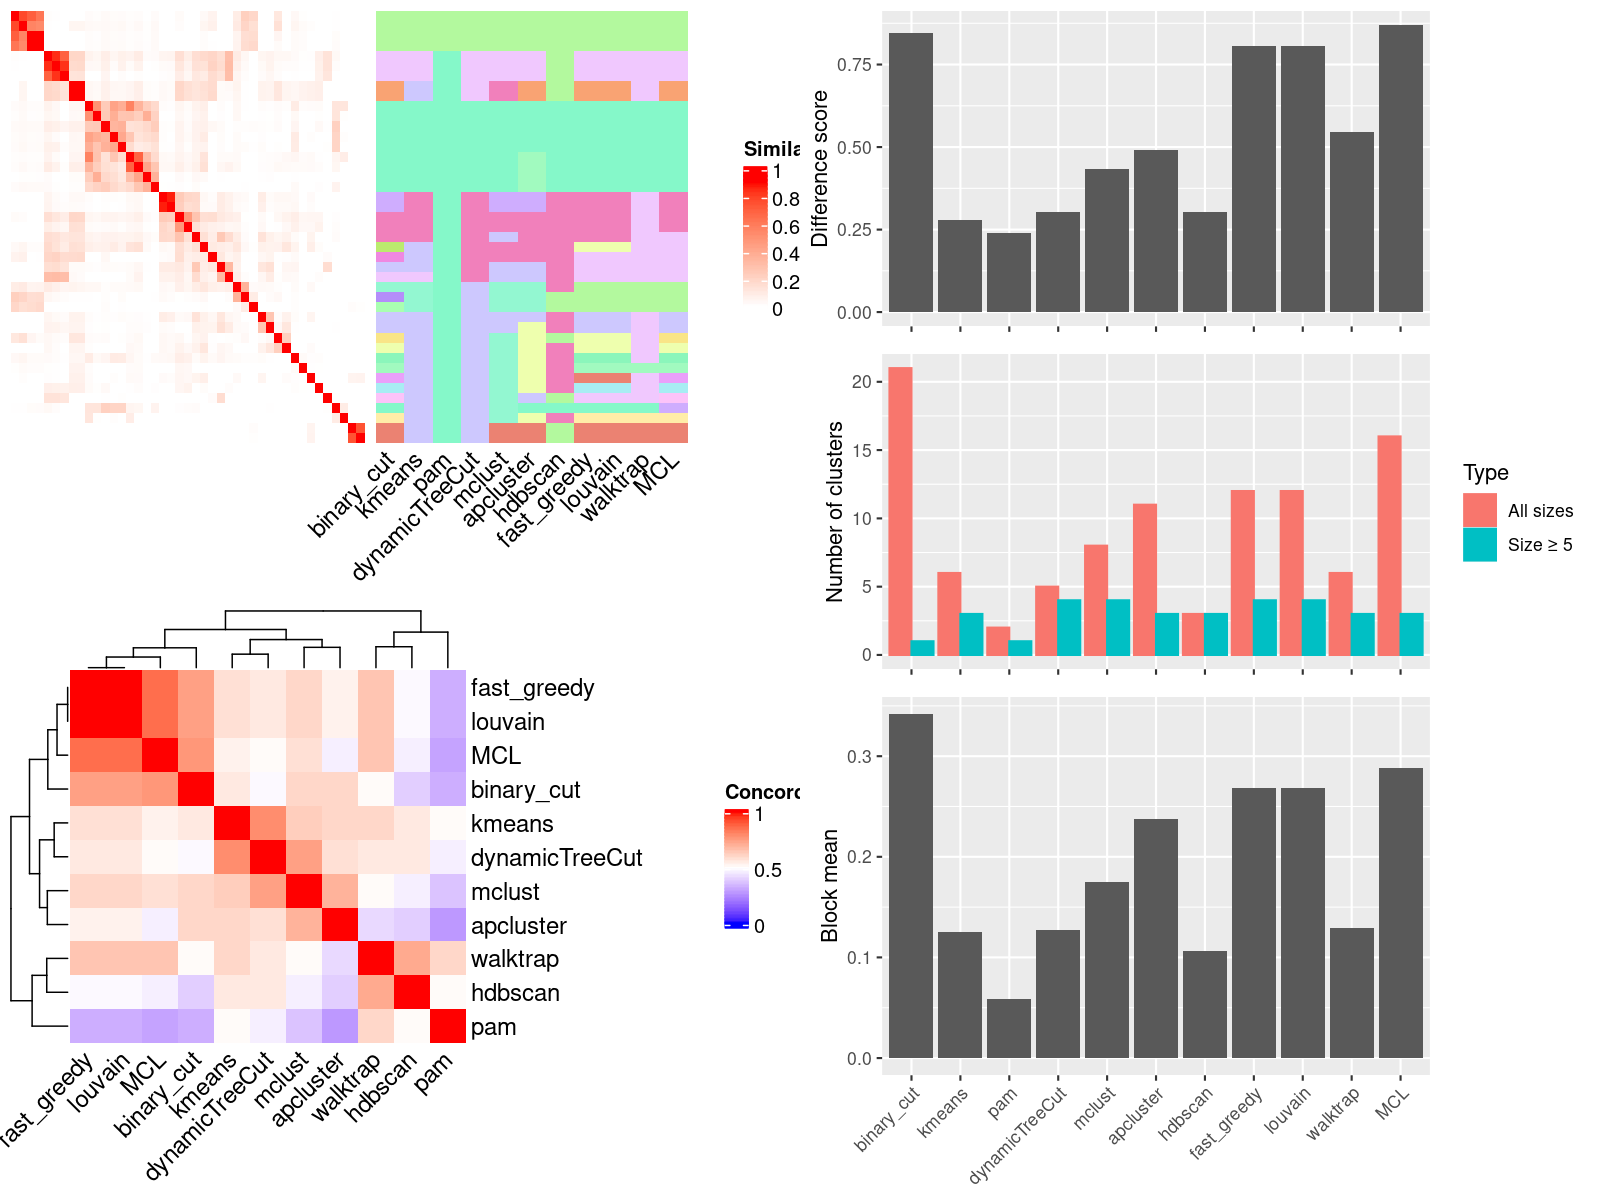 Simila
1
0.8
0.6
0.4
0.2
0
binary_cut
kmeans
pam
dynamicTreeCut
mclust
apcluster
hdbscan
fast_greedy
louvain
walktrap
MCL
fast_greedy
louvain
MCL
binary_cut
kmeans
dynamicTreeCut
mclust
apcluster
walktrap
hdbscan
pam
fast_greedy
louvain
MCL
binary_cut
kmeans
dynamicTreeCut
mclust
apcluster
walktrap
hdbscan
pam
Concord
1
0.5
0
Difference score
0.75
0.50
0.25
0.00
Number of clusters
20
15
10
5
0
Type
All sizes
Size ≥ 5
Block mean
0.3
0.2
0.1
0.0
binary_cut
kmeans
pam
dynamicTreeCut
mclust
apcluster
hdbscan
fast_greedy
louvain
walktrap
MCL